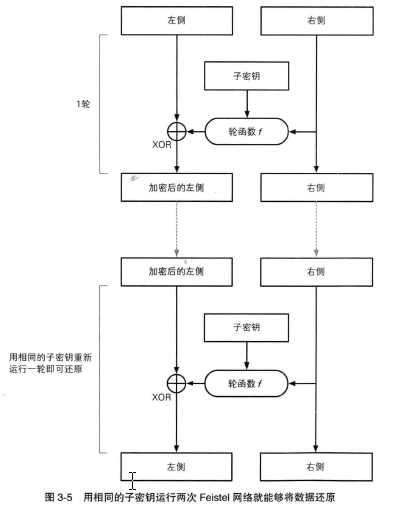 左侧
右侧
子密钥
1轮
轮函数 f
XOR
加密后的左侧
右侧
加密后的左侧
右侧
子密钥
用相同的子密钥重新
运行一轮即可还原
轮函数 f
XOR
左侧
右侧
图 3-5 用相同的子密钥运行两次 Feistel 网络就能够将数据还原